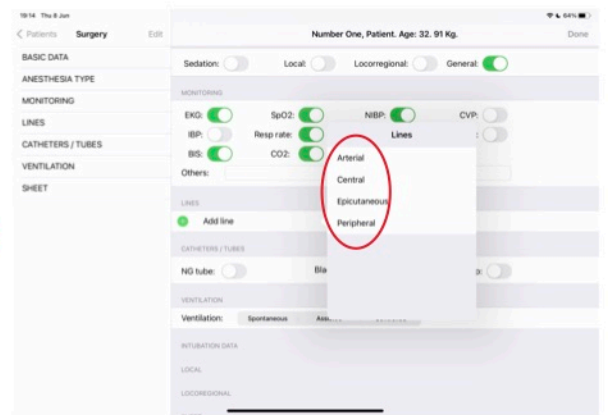 19:14 Thu 8 Jun
64%
Patients Surgery Edit
Number One, Patient. Age: 32. 91 Kg. Done
BASIC DATA
ANESTHESIA TYPE
MONITORING
LINES
CATHETERS / TUBES
VENTILATION
SHEET
Sedation: Local: Locorregional: General:
MONITORING
EKG: SpO2: NIBP: CVP:
IBP: Resp rate: :
BIS: CO2:
Others:
Lines
Arterial
Central
Epicutaneous
Peripheral
LINES
Add line
CATHETERS / TUBES
NG tube: Bla :
VENTILATION
Ventilation: Spontaneous
INTUBATION DATA
LOCAL
LOCOREGIONAL